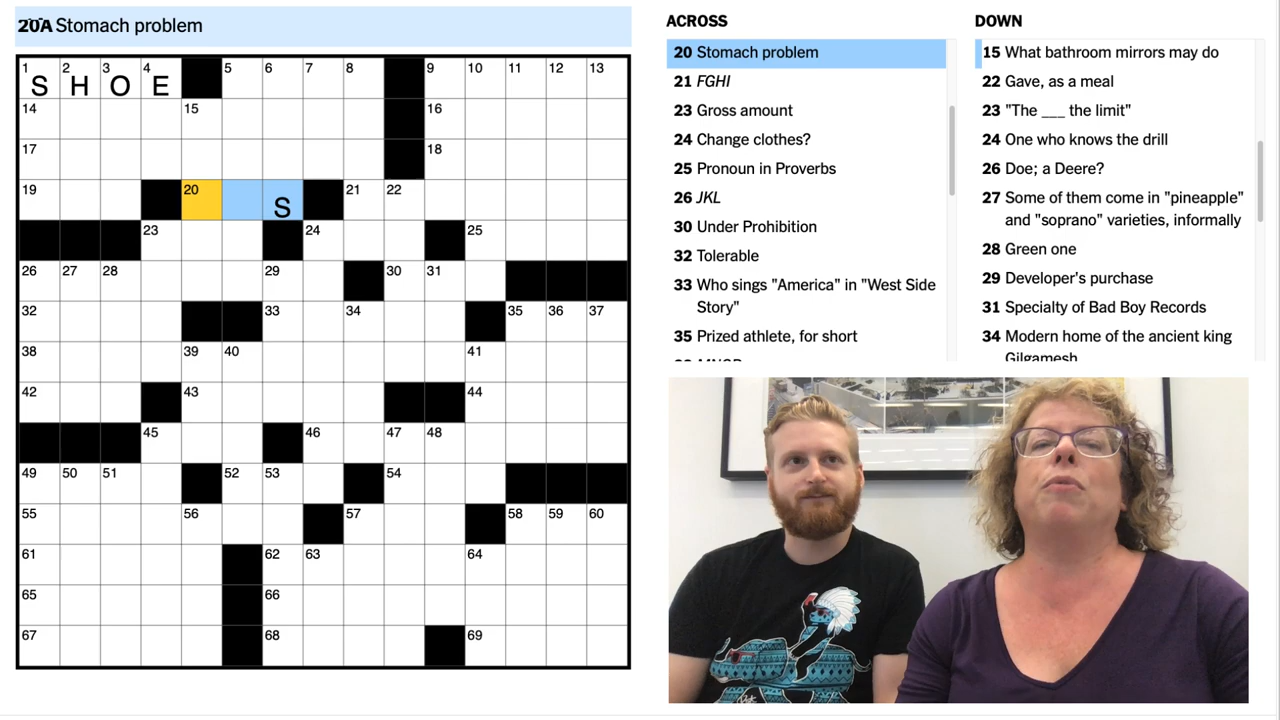 20A Stomach problem
1 2 3 4 5 6 7 8 9 10 11 12 13
S H O E
14 15 16
17 18
19 20 21 22
S
23 24 25
26 27 28 29 30 31
32 33 34 35 36 37
38 39 40 41
42 43 44
45 46 47 48
49 50 51 52 53 54
55 56 57 58 59 60
61 62 63 64
65 66
67 68 69
ACROSS
20 Stomach problem
21 FGHI
23 Gross amount
24 Change clothes?
25 Pronoun in Proverbs
26 JKL
30 Under Prohibition
32 Tolerable
33 Who sings "America" in "West Side
Story"
35 Prized athlete, for short
DOWN
15 What bathroom mirrors may do
22 Gave, as a meal
23 "The ___ the limit"
24 One who knows the drill
26 Doe; a Deere?
27 Some of them come in "pineapple"
and "soprano" varieties, informally
28 Green one
29 Developer's purchase
31 Specialty of Bad Boy Records
34 Modern home of the ancient king
Gilgamesh